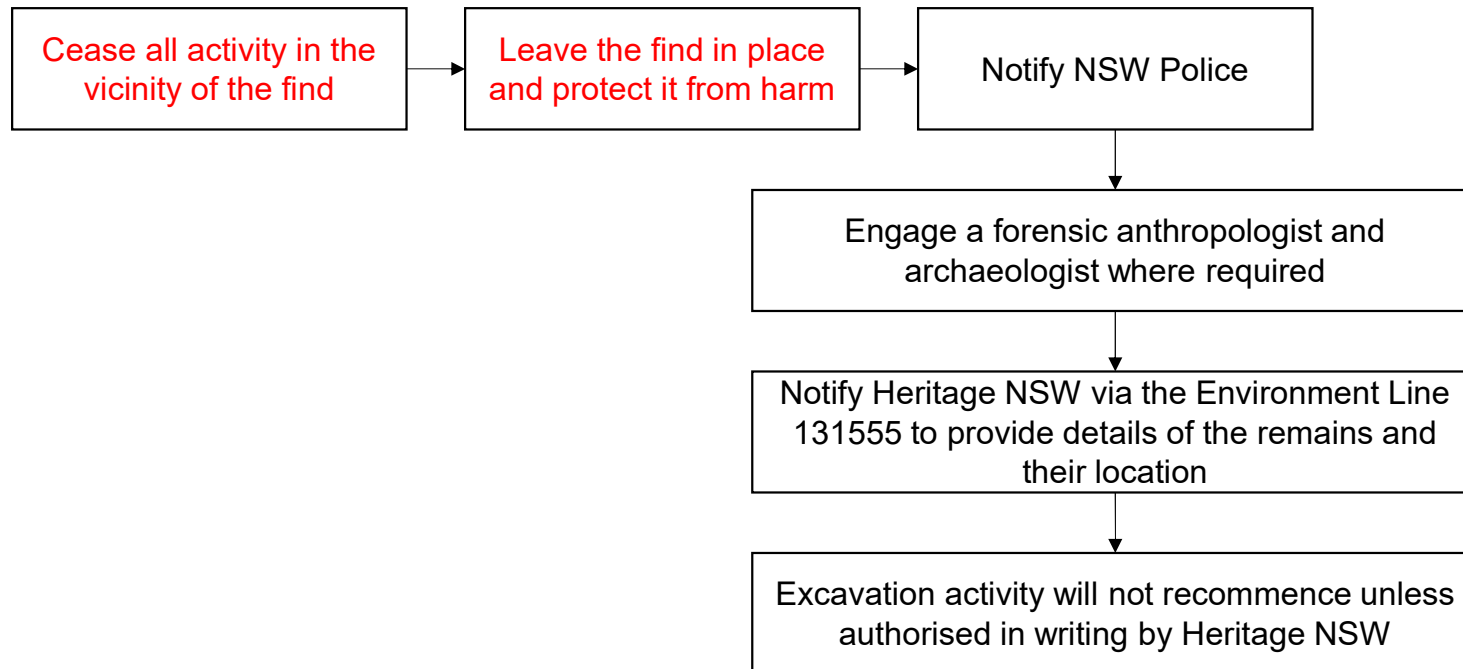 Cease all activity in the
vicinity of the find
Leave the find in place
and protect it from harm
Notify NSW Police
Engage a forensic anthropologist and
archaeologist where required
Notify Heritage NSW via the Environment Line
131555 to provide details of the remains and
their location
Excavation activity will not recommence unless
authorised in writing by Heritage NSW